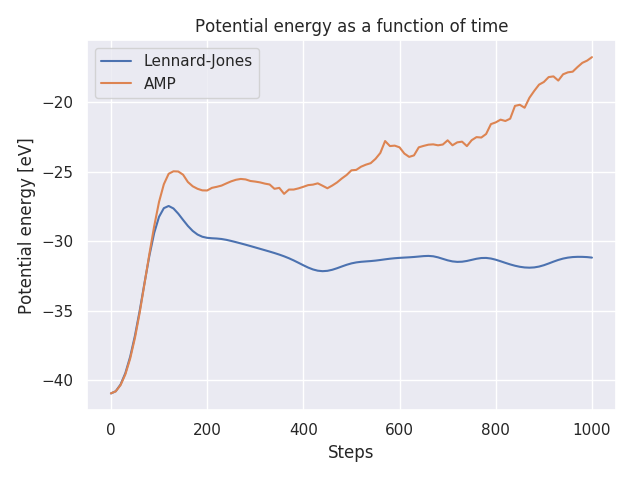 Potential energy as a function of time
Lennard-Jones
AMP
Potential energy [eV]
−20
−25
−30
−35
−40
0 200 400 600 800 1000
Steps